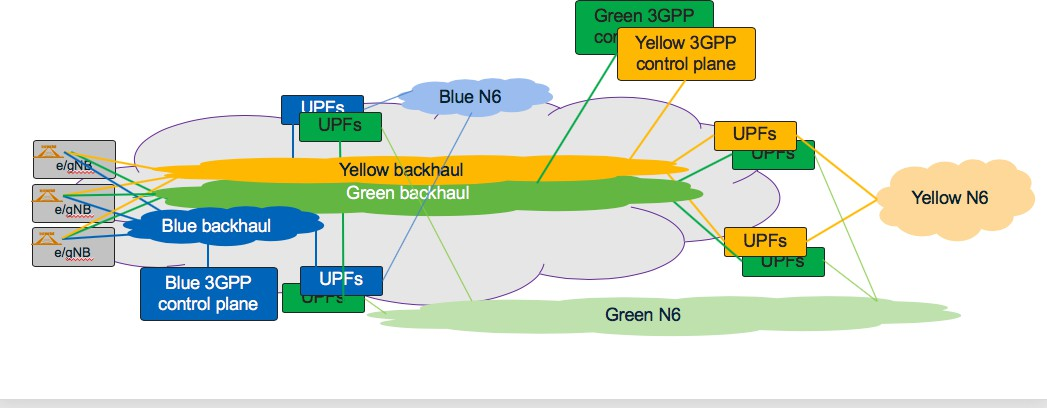 Green 3GPP
Yellow 3GPP
control plane
Blue N6
UPFs
UPFs
UPFs
UPFs
e/gNB
Yellow backhaul
Green backhaul
e/gNB
Yellow N6
Blue backhaul
e/gNB
UPFs
UPFs
Blue 3GPP
control plane
UPFs
UPFs
Green N6